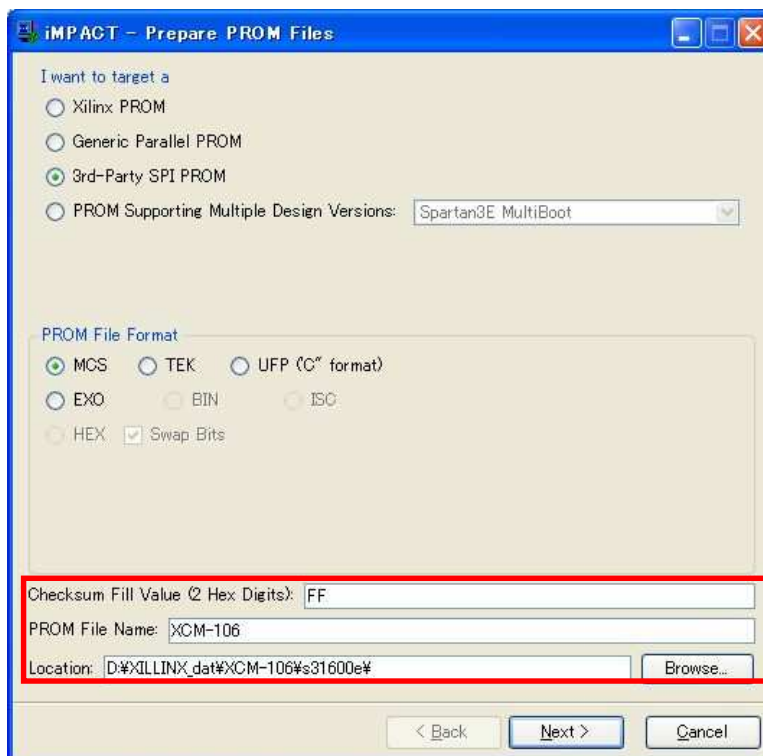 iMPACT - Prepare PROM Files
I want to target a
Xilinx PROM
Generic Parallel PROM
3rd-Party SPI PROM
PROM Supporting Multiple Design Versions: Spartan3E MultiBoot
PROM File Format
MCS TEK UFP ("C" format)
EXO BIN ISC
HEX Swap Bits
Checksum Fill Value (2 Hex Digits): FF
PROM File Name: XCM-106
Location: D:¥XILLINX_dat¥XCM-106¥s31600e¥ Browse...
< Back Next > Cancel